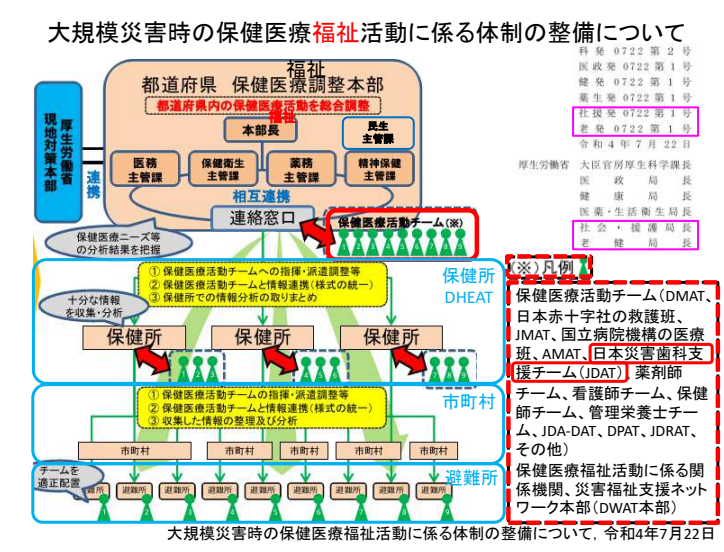 大規模災害時の保健医療福祉活動に係る体制の整備について
科発0722第2号
医政発0722第1号
健発0722第1号
薬生発0722第1号
社援発0722第1号
老発0722第1号
令和4年7月22日
厚生労働省 大臣官房厚生科学課長
医政局長
健康局長
医薬・生活衛生局長
社会・援護局長
老健局長
厚生労働省
現地対策本部
連携
福祉
都道府県 保健医療調整本部
都道府県内の保健医療活動を総合調整
福祉
本部長
民生
主管課
医務
主管課
保健衛生
主管課
薬務
主管課
精神保健
主管課
相互連携
連絡窓口
保健医療活動チーム(※)
保健医療ニーズ等
の分析結果を把握
① 保健医療活動チームへの指揮・派遣調整等
② 保健医療活動チームと情報連携(様式の統一)
③ 保健所での情報分析の取りまとめ
保健所
DHEAT
十分な情報
を収集・分析
保健所
保健所
保健所
1 2 3
4 5 6
7 8 9
① 保健医療活動チームの指揮・派遣調整等
② 保健医療活動チームと情報連携(様式の統一)
③ 収集した情報の整理及び分析
市町村
市町村
市町村
市町村
市町村
市町村
チームを
適正配置
避難所
避難所
避難所
避難所
避難所
避難所
避難所
避難所
避難所
(※)凡例
保健医療活動チーム(DMAT、
日本赤十字社の救護班、
JMAT、国立病院機構の医療
班、AMAT、日本災害歯科支
援チーム(JDAT)、薬剤師
チーム、看護師チーム、保健
師チーム、管理栄養士チー
ム、JDA-DAT、DPAT、JDRAT、
その他)
保健医療福祉活動に係る関
係機関、災害福祉支援ネット
ワーク本部(DWAT本部)
大規模災害時の保健医療福祉活動に係る体制の整備について, 令和4年7月22日